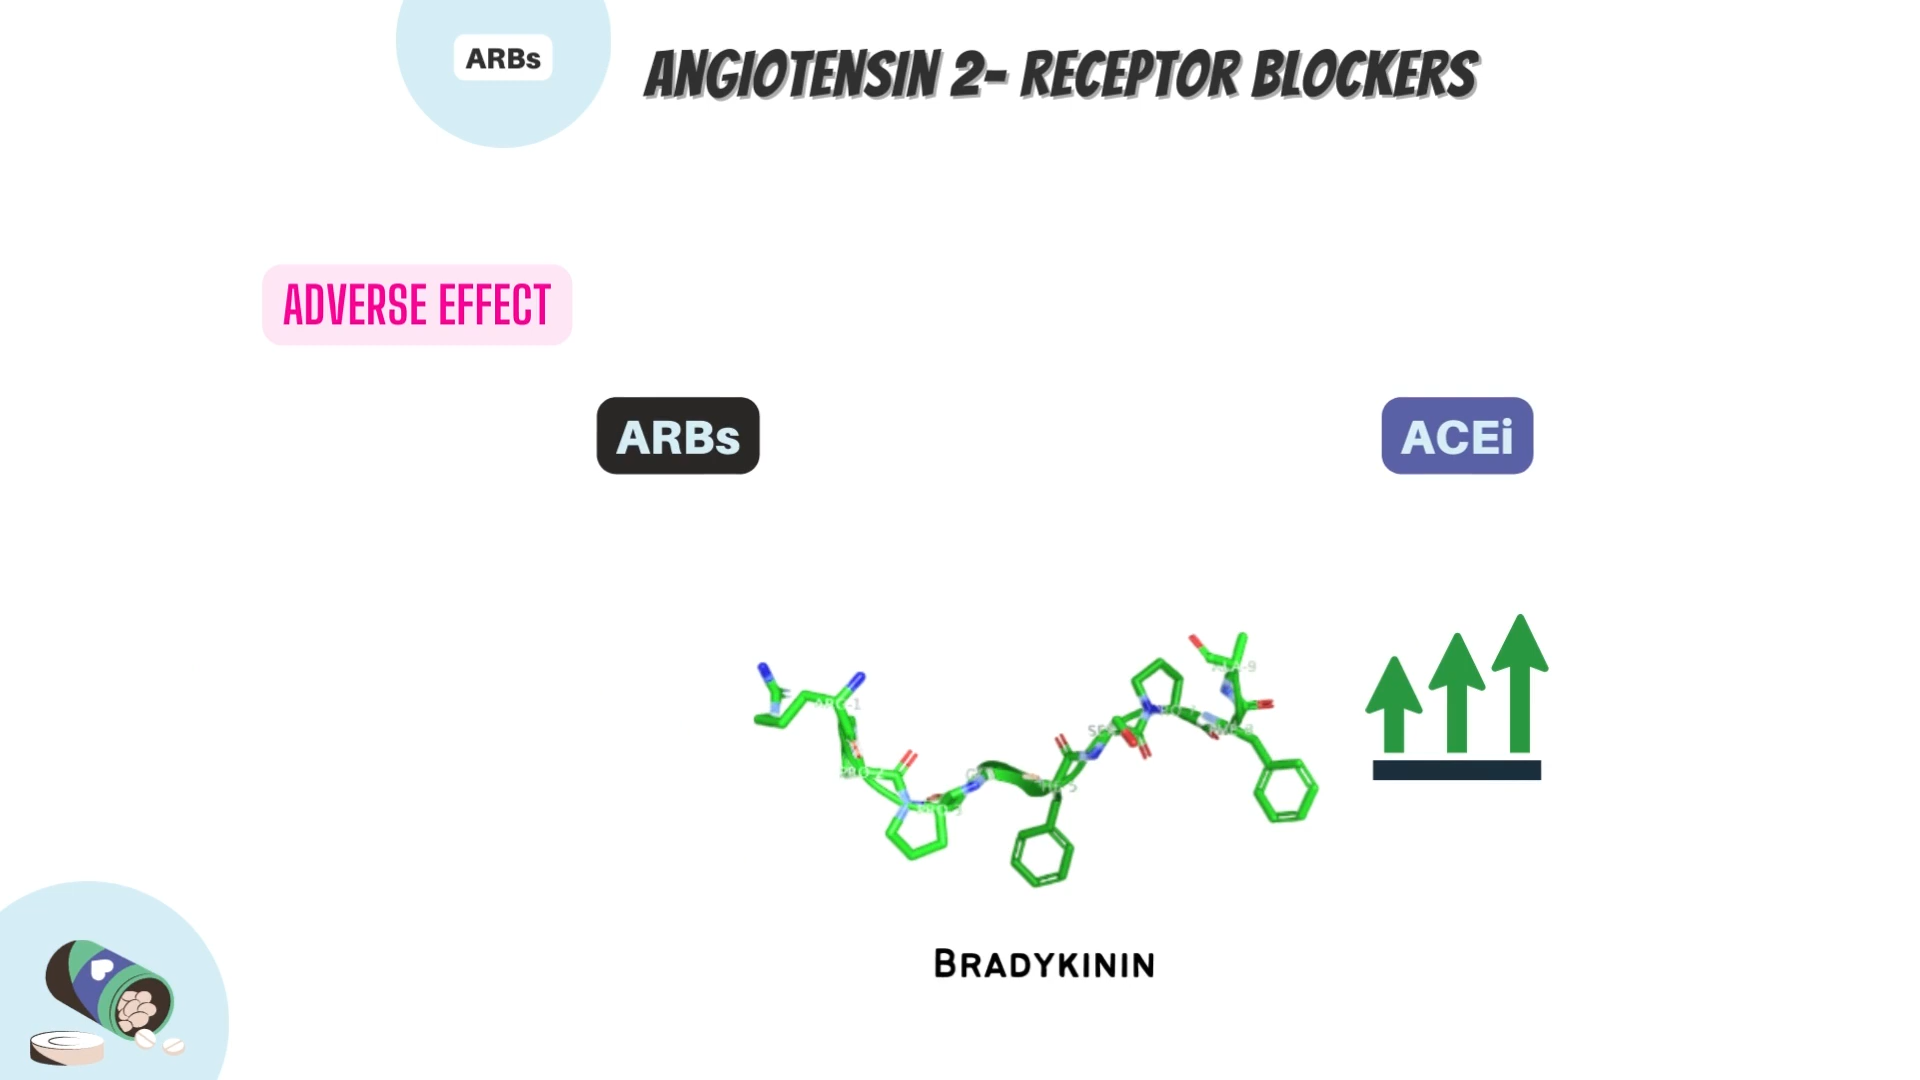 ARBs
ANGIOTENSIN 2- RECEPTOR BLOCKERS
ADVERSE EFFECT
ARBs
ACEi
BRADYKININ